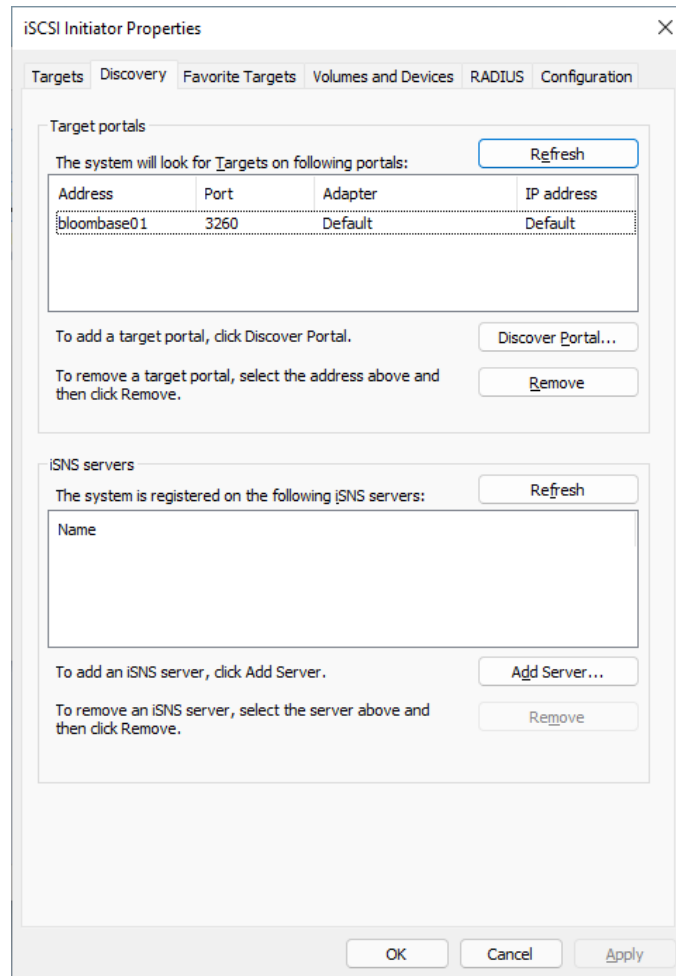 iSCSI Initiator Properties
Targets Discovery Favorite Targets Volumes and Devices RADIUS Configuration
Target portals
The system will look for Targets on following portals:
Refresh
Address Port Adapter IP address
bloombase01 3260 Default Default
To add a target portal, click Discover Portal.
Discover Portal...
To remove a target portal, select the address above and
then click Remove.
Remove
iSNS servers
The system is registered on the following iSNS servers:
Refresh
Name
To add an iSNS server, click Add Server.
Add Server...
To remove an iSNS server, select the server above and
then click Remove.
Remove
OK Cancel Apply